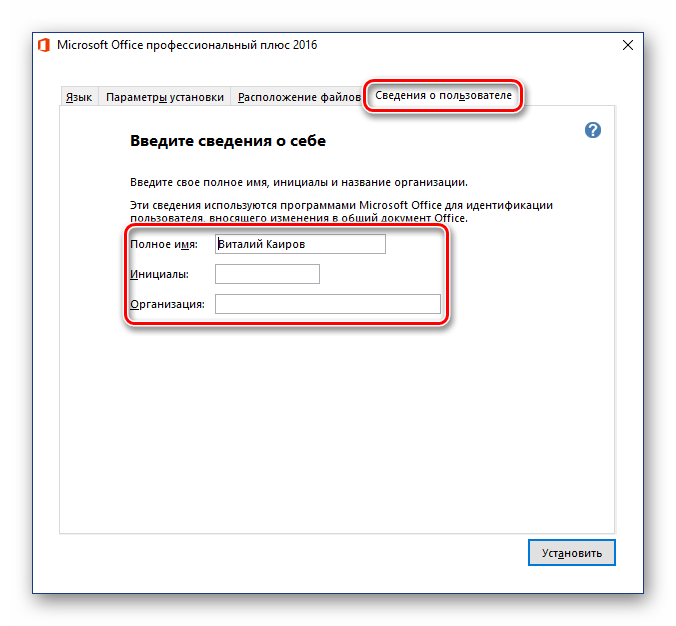 Microsoft Office профессиональный плюс 2016
Язык Параметры установки Расположение файлов Сведения о пользователе
Введите сведения о себе
Введите свое полное имя, инициалы и название организации.
Эти сведения используются программами Microsoft Office для идентификации
пользователя, вносящего изменения в общий документ Office.
Полное имя: Виталий Каиров
Инициалы:
Организация:
Установить